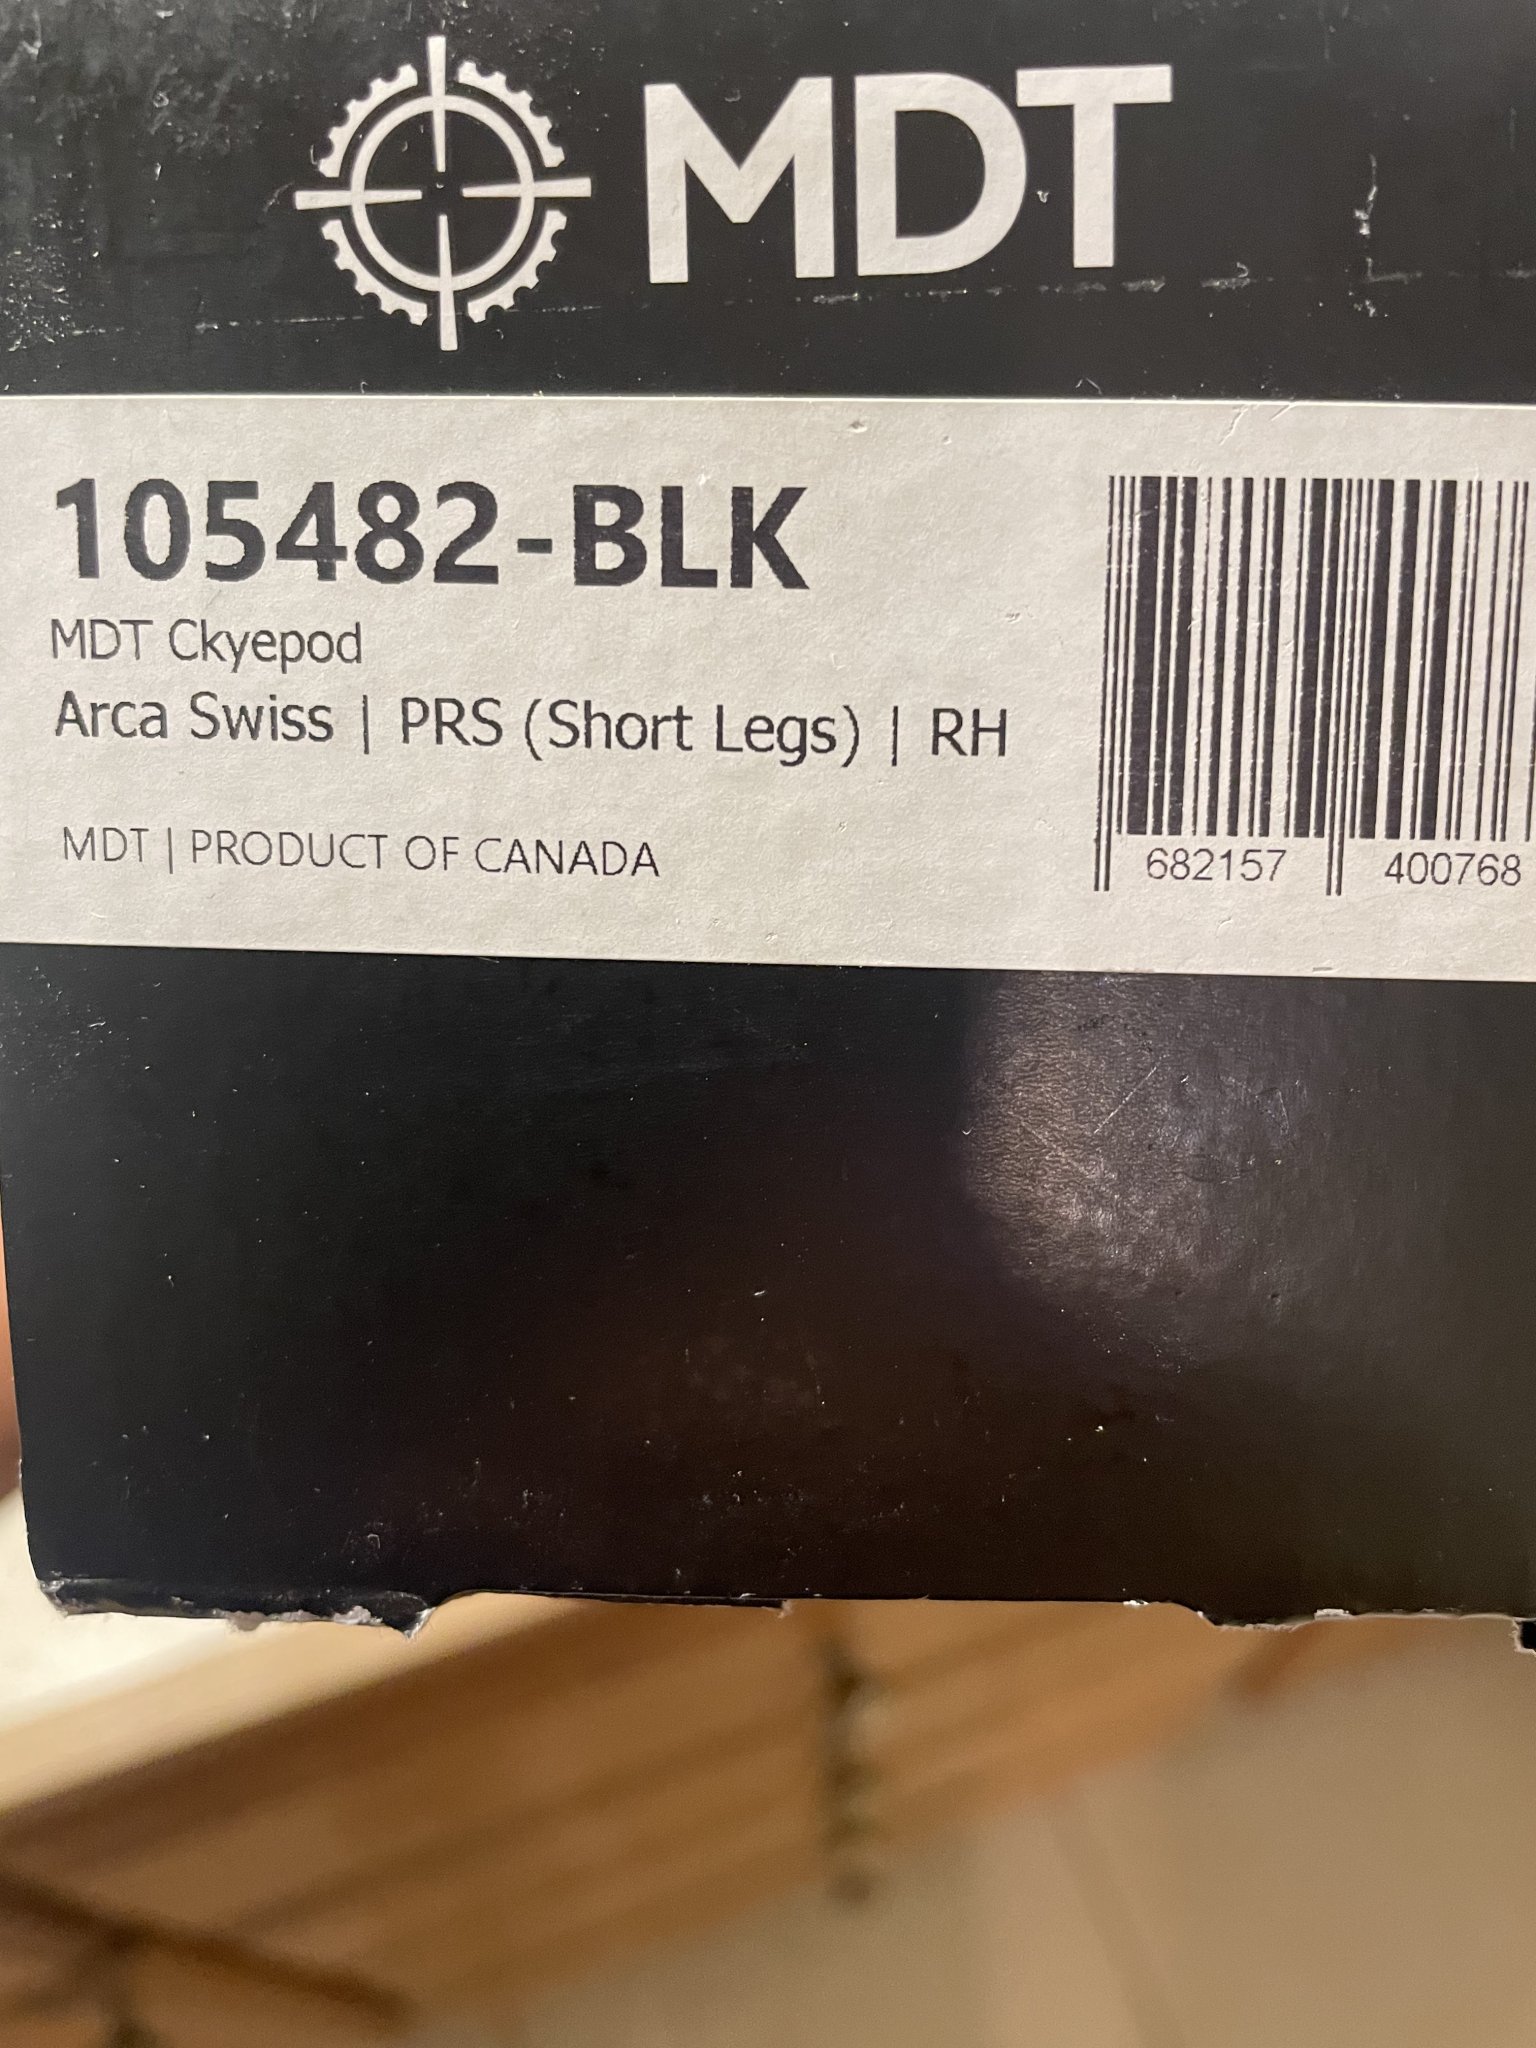 MDT
105482-BLK
MDT Ckyepod
Arca Swiss | PRS (Short Legs) | RH
MDT | PRODUCT OF CANADA
682157 400768